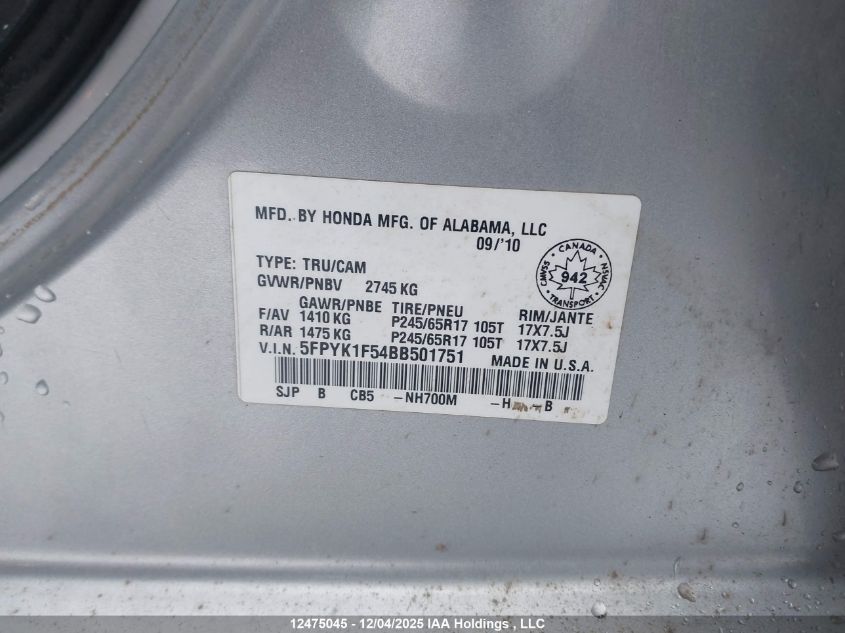 MFD. BY HONDA MFG. OF ALABAMA, LLC
09/'10
TYPE: TRU/CAM
GVWR/PNBV 2745 KG
GAWR/PNBE TIRE/PNEU RIM/JANTE
F/AV 1410 KG P245/65R17 105T 17X7.5J
R/AR 1475 KG P245/65R17 105T 17X7.5J
V.I.N. 5FPYK1F54BB501751 MADE IN U.S.A.
SJP B CB5 -NH700M -H -B
CANADA
CMVSS 942 NSVAC
TRANSPORT
12475045 - 12/04/2025 IAA Holdings , LLC